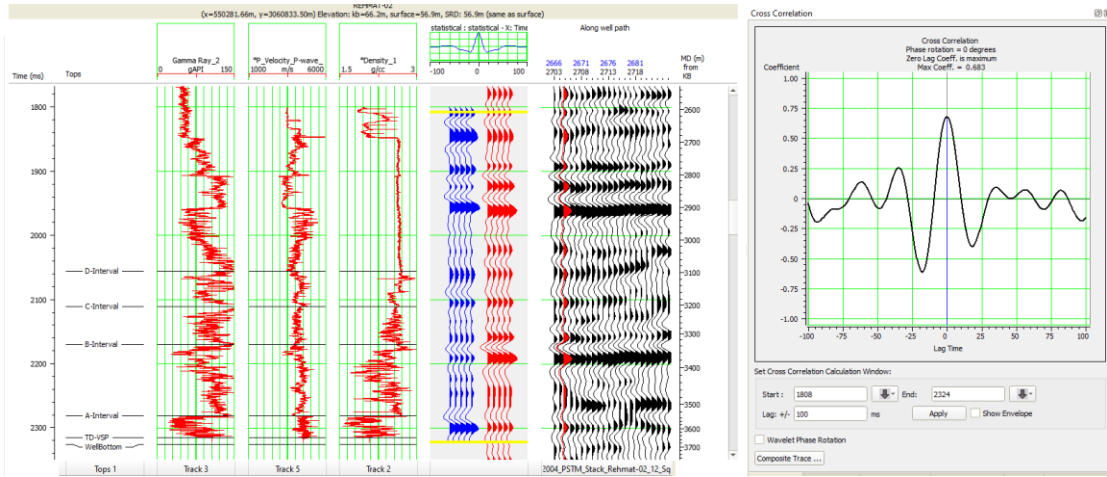 REHMAT-02
(x=550281.66m, y=3060833.50m) Elevation: kb=66.2m, surface=56.9m, SRD: 56.9m (same as surface)
statistical : statistical - X: Time
Along well path
Time (ms)
Tops
Gamma Ray_2
0 gAPI 150
*P_Velocity_P-wave_
1000 m/s 6000
*Density_1
1.5 g/cc 3
-100 0 100
2666 2671 2676 2681
2703 2708 2713 2718
MD (m)
from
KB
1800
1900
2000
2100
2200
2300
D-Interval
C-Interval
B-Interval
A-Interval
TD-VSP
WellBottom
2600
2700
2800
2900
3000
3100
3200
3300
3400
3500
3600
3700
Tops 1
Track 3
Track 5
Track 2
2004_PSTM_Stack_Rehmat-02_12_Sq
Cross Correlation
Cross Correlation
Phase rotation = 0 degrees
Zero Lag Coeff. is maximum
Coefficient Max Coeff. = 0.683
1.00
0.75
0.50
0.25
0
-0.25
-0.50
-0.75
-1.00
-100 -75 -50 -25 0 25 50 75 100
Lag Time
Set Cross Correlation Calculation Window:
Start : 1808 End: 2324
Lag: +/- 100 ms Apply Show Envelope
Wavelet Phase Rotation
Composite Trace ...